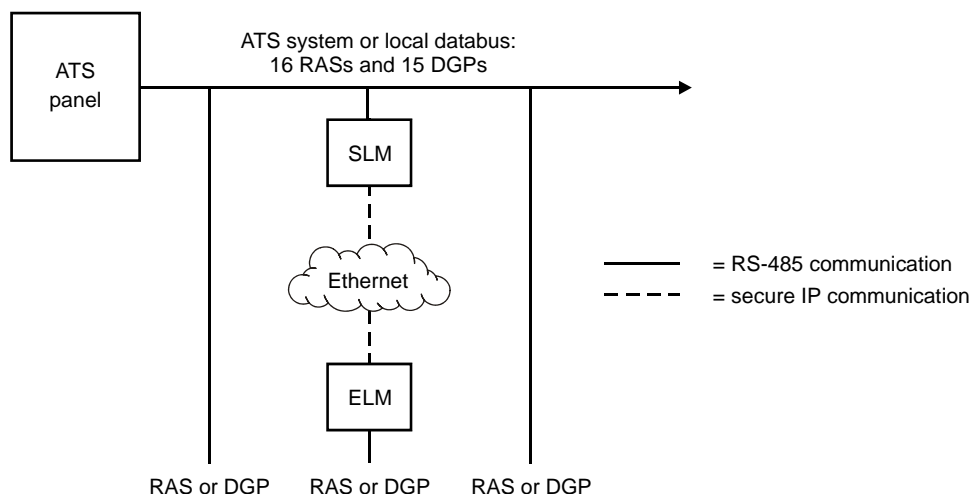 ATS system or local databus:
16 RASs and 15 DGPs
ATS
panel
SLM
Ethernet
= RS-485 communication
= secure IP communication
ELM
RAS or DGP
RAS or DGP
RAS or DGP